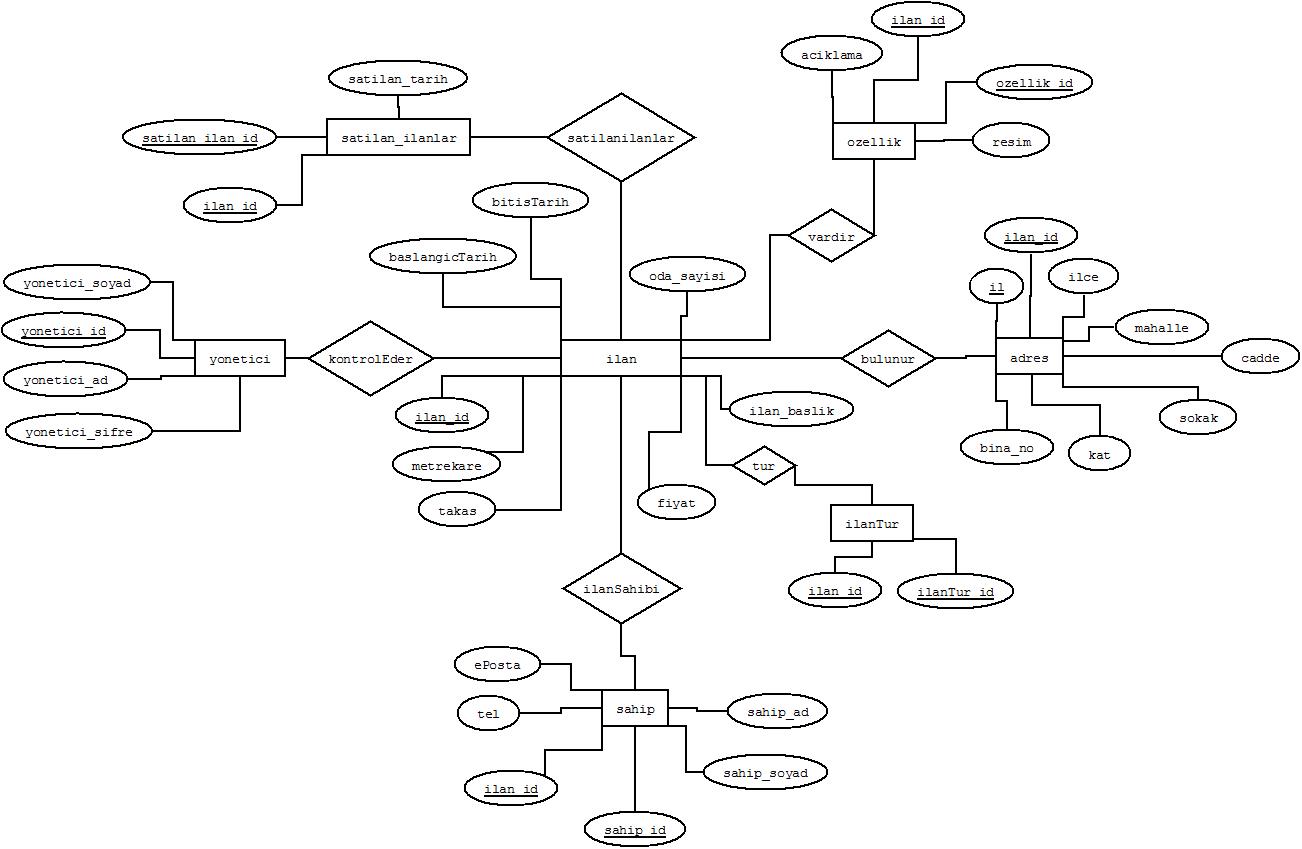 ilan_id
aciklama
satilan_tarih
ozellik_id
satilan_ilan_id
satilan_ilanlar
satilanilanlar
ozellik
resim
ilan_id
bitisTarih
vardir
ilan_id
baslangicTarih
oda_sayisi
ilce
yonetici_soyad
il
mahalle
yonetici_id
yonetici
kontrolEder
ilan
bulunur
adres
cadde
yonetici_ad
ilan_id
ilan_baslik
sokak
yonetici_sifre
bina_no
kat
metrekare
tur
takas
fiyat
ilanTur
ilanSahibi
ilan_id
ilanTur_id
ePosta
sahip
tel
sahip_ad
sahip_soyad
ilan_id
sahip_id